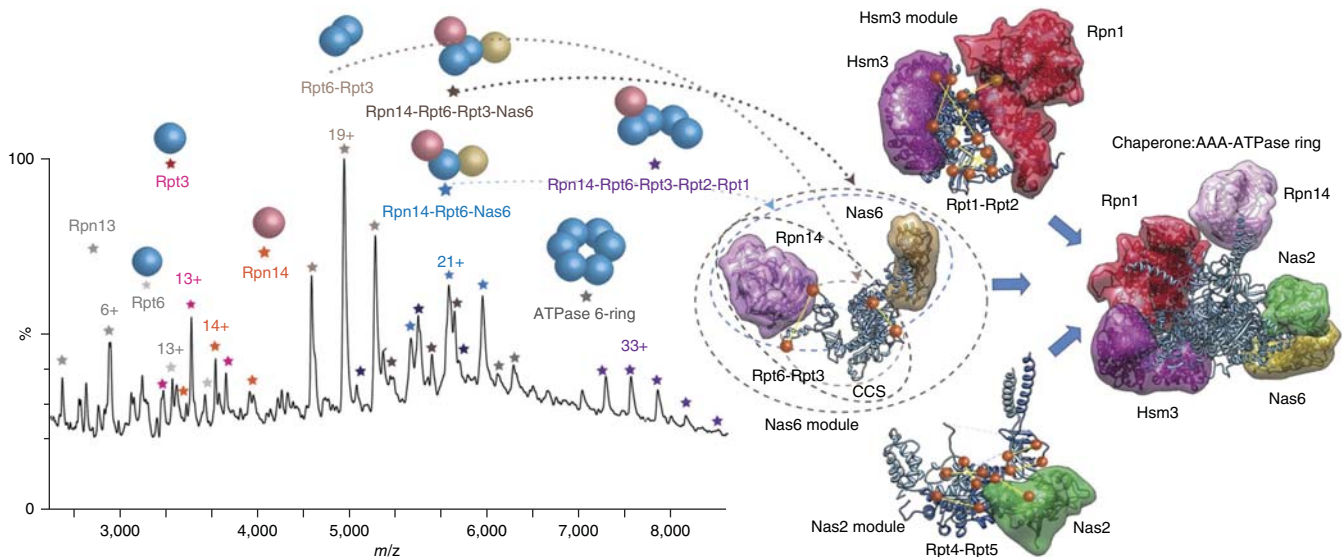 Hsm3 module
Rpn1
Hsm3
Rpt6-Rpt3
Rpn14-Rpt6-Rpt3-Nas6
Rpt1-Rpt2
Chaperone:AAA-ATPase ring
Rpn14
Rpn1
Nas2
Hsm3
Nas6
19+
100
Rpt3
Rpn14-Rpt6-Rpt3-Rpt2-Rpt1
Rpn14-Rpt6-Nas6
Rpn13
Rpn14
Rpt6
ATPase 6-ring
21+
13+
6+
14+
13+
33+
%
0
3,000
4,000
5,000
6,000
7,000
8,000
m/z
Nas6
Rpn14
Rpt6-Rpt3
CCS
Nas6 module
Nas2 module
Nas2
Rpt4-Rpt5